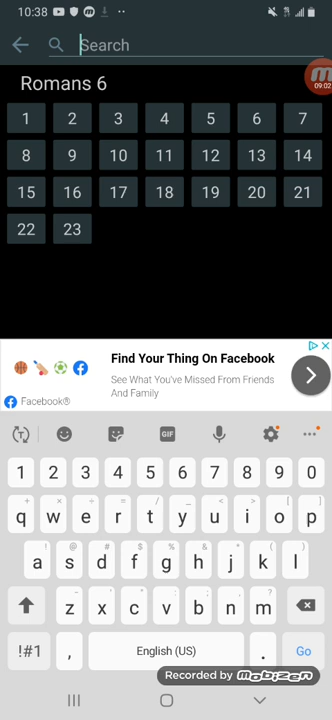 10:38
Search
09:02
Romans 6
1 2 3 4 5 6 7
8 9 10 11 12 13 14
15 16 17 18 19 20 21
22 23
Find Your Thing On Facebook
See What You've Missed From Friends
And Family
Facebook®
GIF
1 2 3 4 5 6 7 8 9 0
+ × ÷ = / _ < > [ ]
q w e r t y u i o p
! @ # $ % ^ & * ( )
a s d f g h j k l
- ' " : ; , ?
z x c v b n m
!#1 , English (US) . Go
Recorded by mobizen